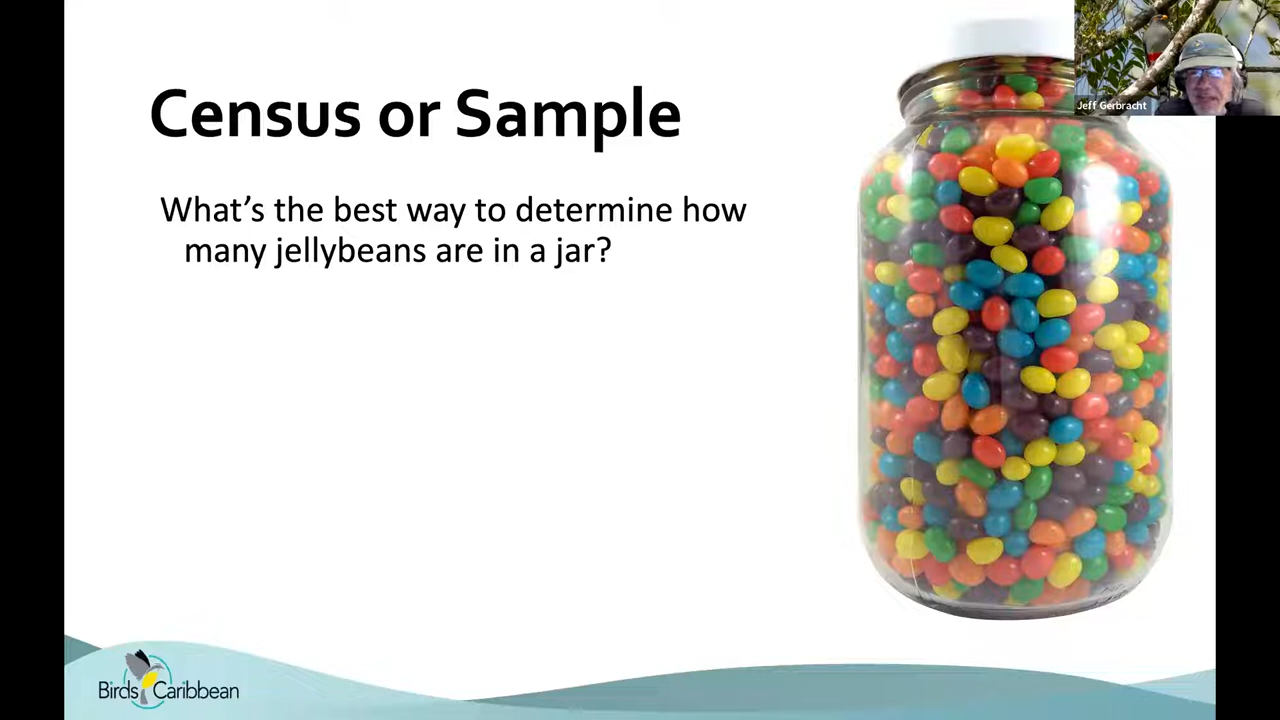 Census or Sample
What's the best way to determine how
many jellybeans are in a jar?
Jeff Gerbracht
Birds Caribbean